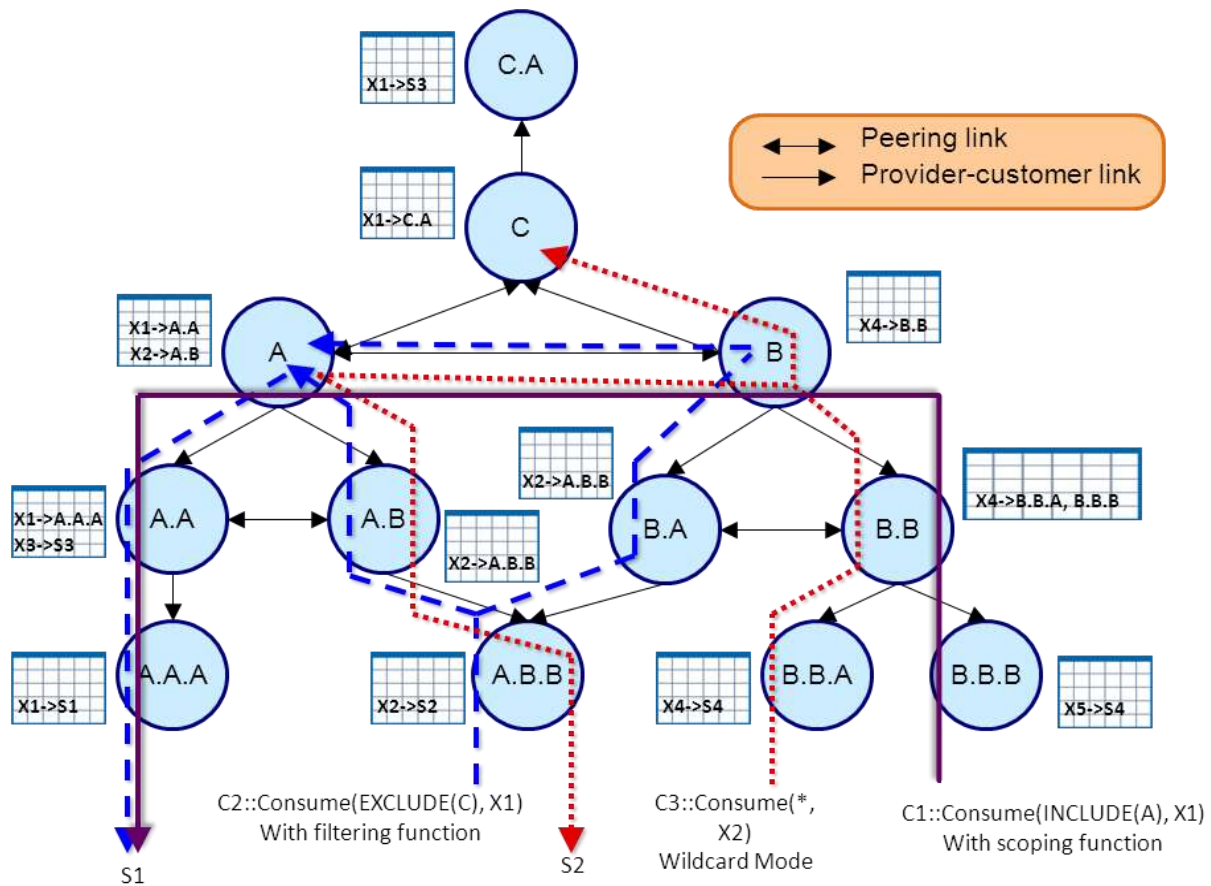 C.A
X1->S3
Peering link
Provider-customer link
X1->C.A
C
X1->A.A
X2->A.B
A
B
X4->B.B
X2->A.B.B
X4->B.B.A, B.B.B
X1->A.A.A
X3->S3
A.A
A.B
X2->A.B.B
B.A
B.B
X1->S1
A.A.A
X2->S2
A.B.B
X4->S4
B.B.A
B.B.B
X5->S4
C2::Consume(EXCLUDE(C), X1)
With filtering function
C3::Consume(*,
X2)
Wildcard Mode
C1::Consume(INCLUDE(A), X1)
With scoping function
S1
S2